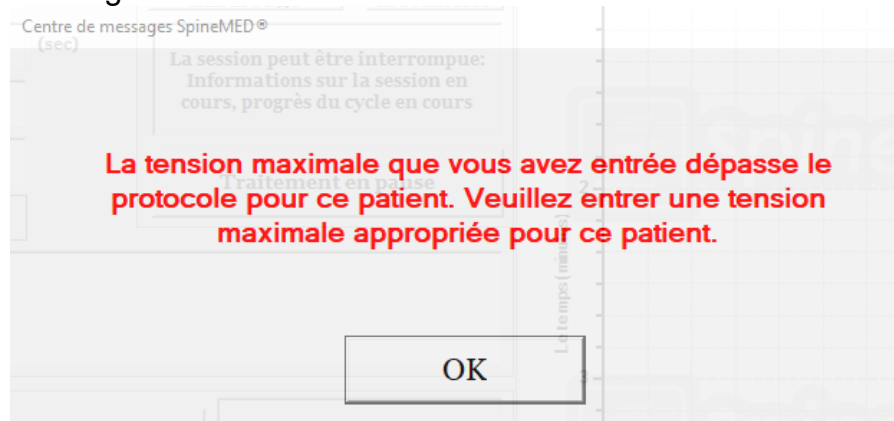 Centre de messages SpineMED®
(sec)
La session peut être interrompue:
Informations sur la session en
cours, progrès du cycle en cours
La tension maximale que vous avez entrée dépasse le
Traitement en pause
protocole pour ce patient. Veuillez entrer une tension
maximale appropriée pour ce patient.
2
Le temps (minutes)
OK
3